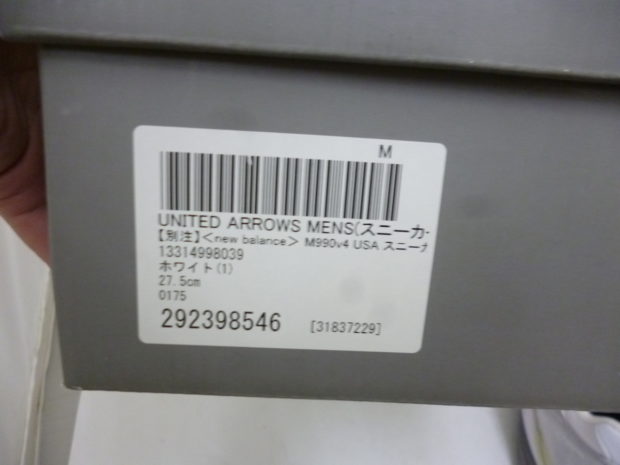 M
UNITED ARROWS MENS(スニーカ-
【別注】<new balance> M990v4 USA スニーカ
13314998039
ホワイト(1)
27.5cm
0175
292398546 [31837229]